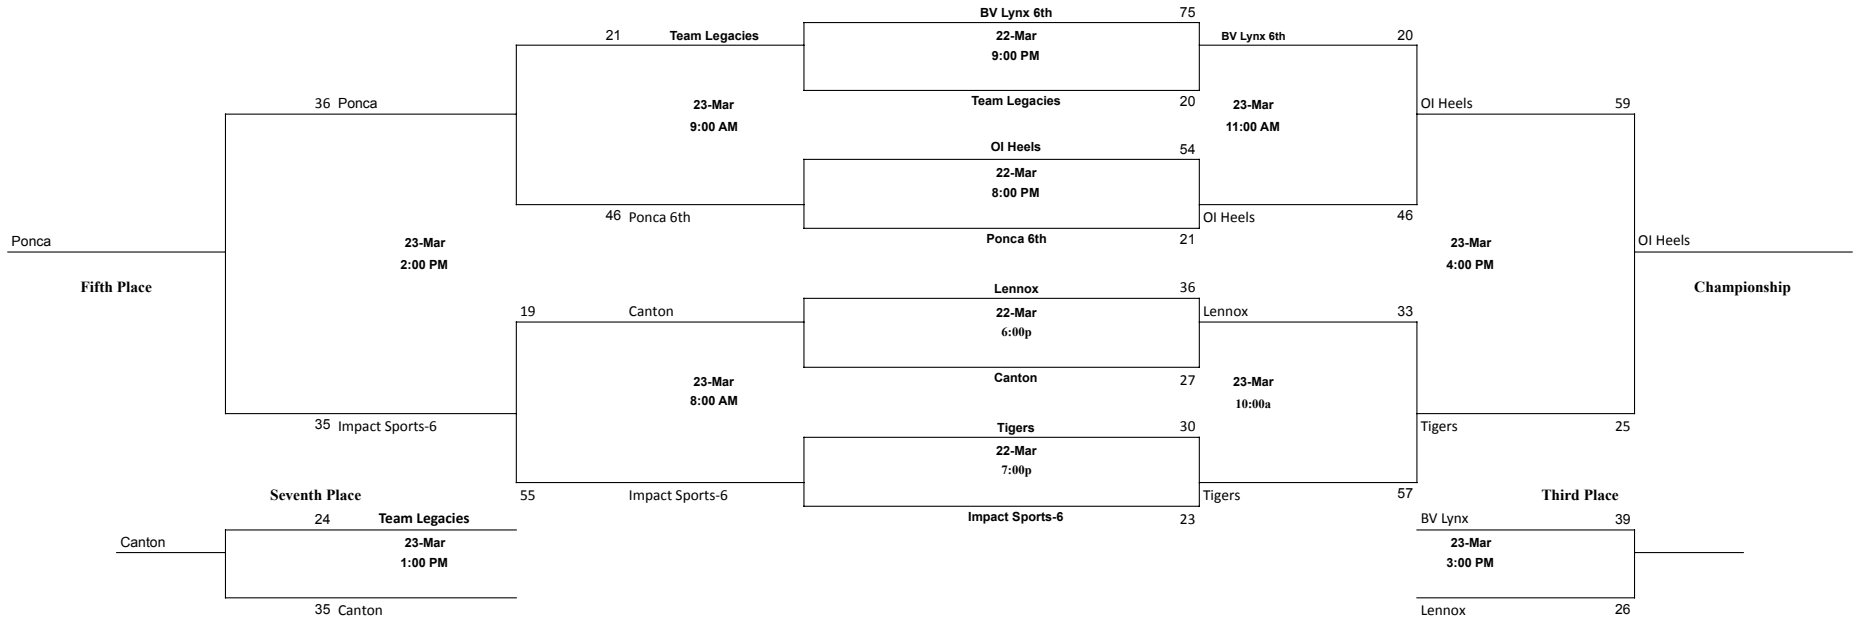 BV Lynx 6th 75
21 Team Legacies 22-Mar BV Lynx 6th 20
9:00 PM
36 Ponca 23-Mar Team Legacies 20 23-Mar OI Heels 59
9:00 AM 11:00 AM
OI Heels 54
22-Mar
8:00 PM
46 Ponca 6th OI Heels 46
Ponca 23-Mar Ponca 6th 21 23-Mar OI Heels
2:00 PM 4:00 PM
Fifth Place Lennox 36 Championship
19 Canton 22-Mar Lennox 33
6:00p
23-Mar Canton 27 23-Mar
8:00 AM 10:00a
35 Impact Sports-6 Tigers 30 Tigers 25
22-Mar
7:00p
Seventh Place 55 Impact Sports-6 Tigers 57 Third Place
24 Team Legacies Impact Sports-6 23 BV Lynx 39
Canton 23-Mar 23-Mar
1:00 PM 3:00 PM
35 Canton Lennox 26